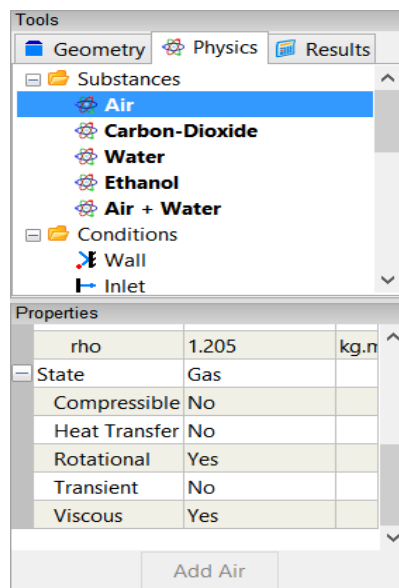 Tools
Geometry Physics Results
Substances
Air
Carbon-Dioxide
Water
Ethanol
Air + Water
Conditions
Wall
Inlet
Properties
rho 1.205 kg.m
State Gas
Compressible No
Heat Transfer No
Rotational Yes
Transient No
Viscous Yes
Add Air